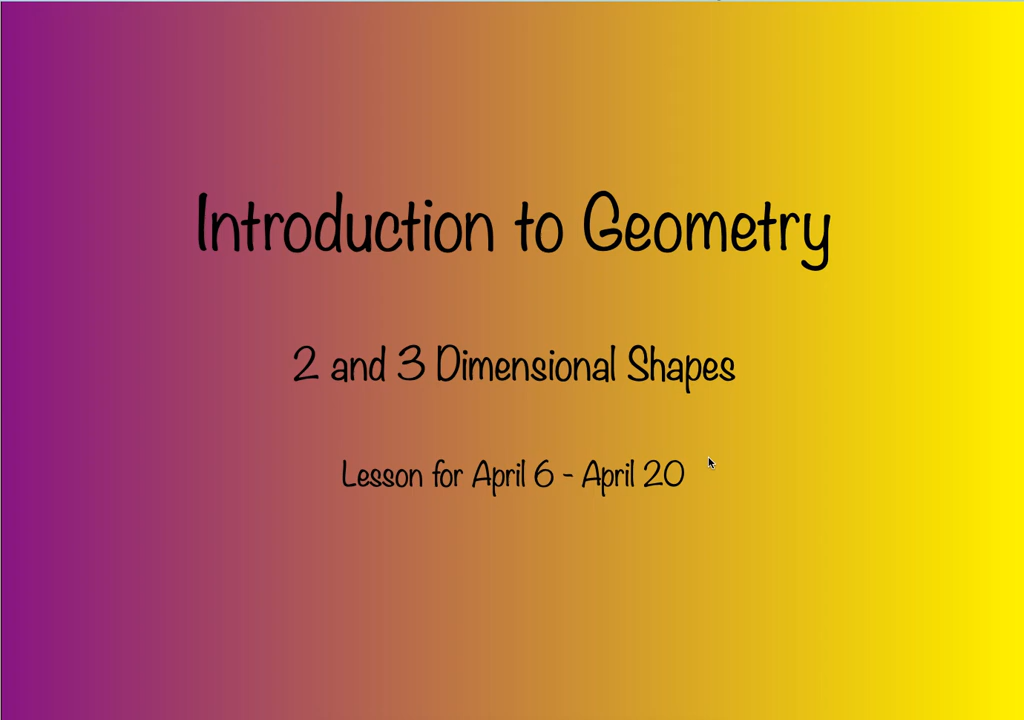 Introduction to Geometry
2 and 3 Dimensional Shapes
Lesson for April 6 - April 20